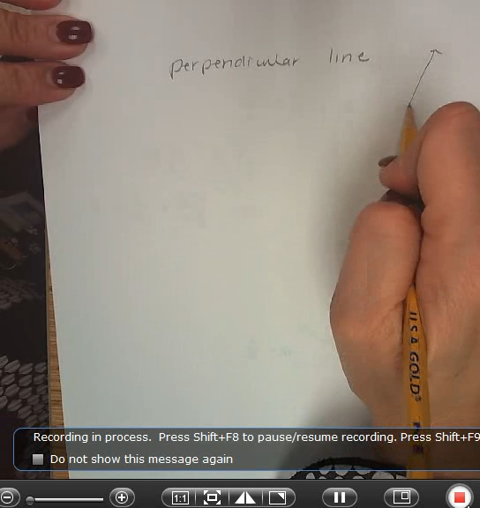 perpendicular line
U.S.A GOLD®
Recording in process. Press Shift+F8 to pause/resume recording. Press Shift+F9
Do not show this message again
1:1